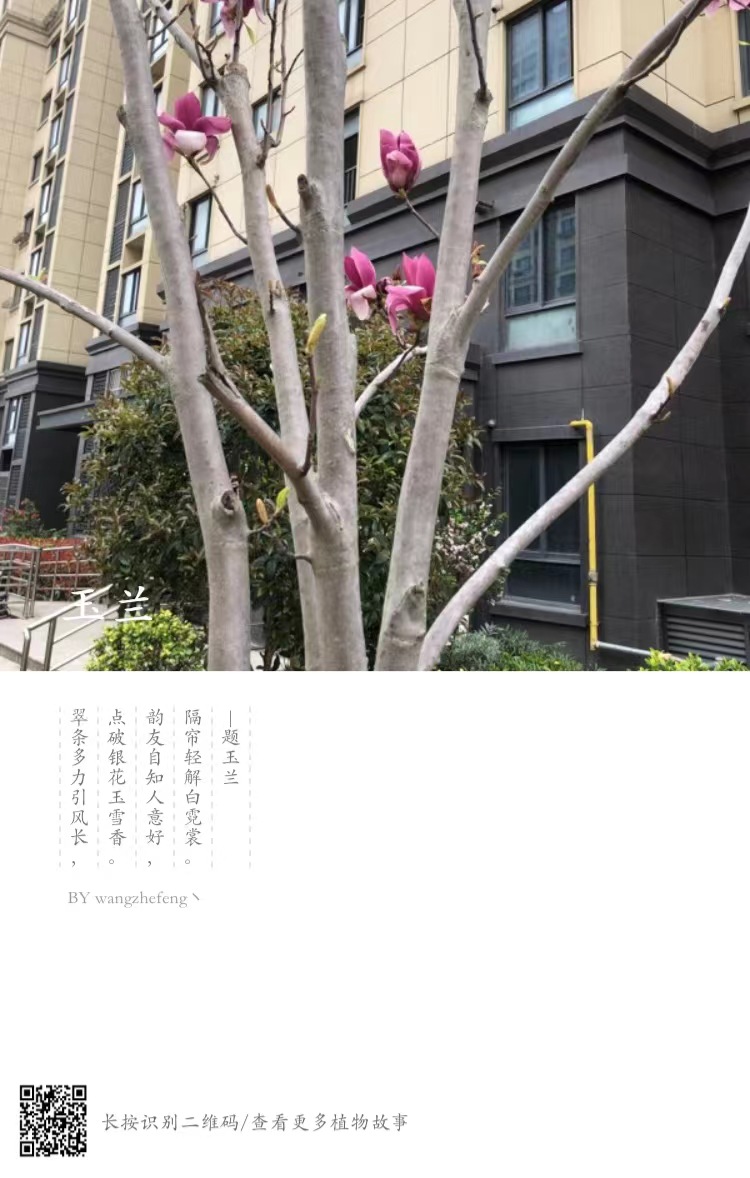 玉兰
翠条多力引风长，
点破银花玉雪香。
韵友自知人意好，
隔帘轻解白霓裳。
—题玉兰
BY wangzhefeng丶
长按识别二维码/查看更多植物故事